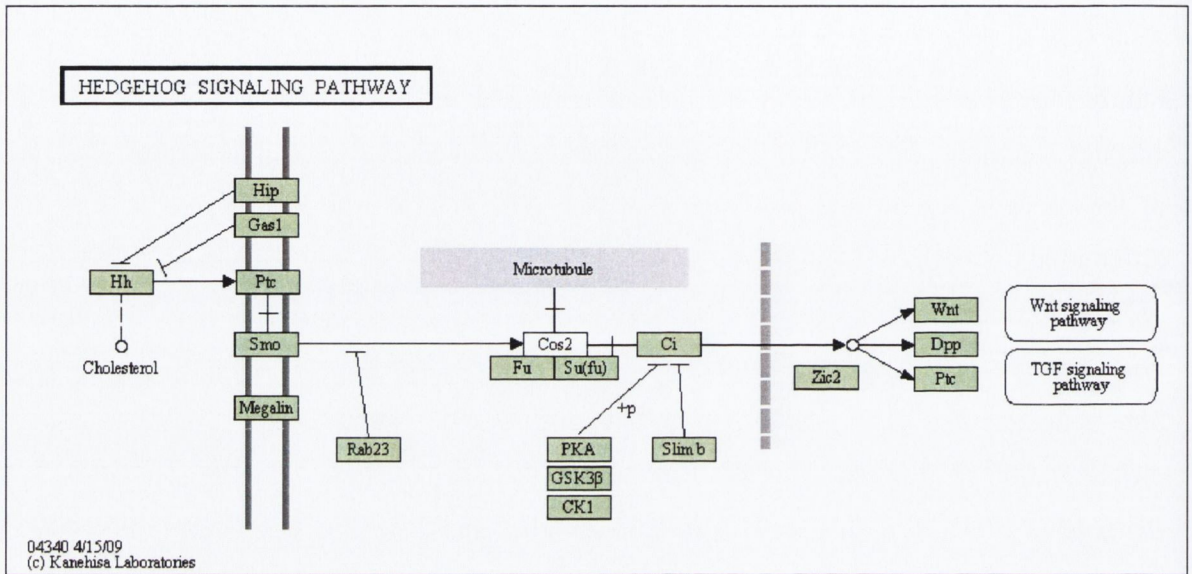 HEDGEHOG SIGNALING PATHWAY
Hip
Gas1
Hh
Ptc
Microtubule
Cholesterol
Smo
Cos2
Fu
Su(fu)
Ci
Wnt
Dpp
Ptc
Wnt signaling
pathway
TGF signaling
pathway
Zic2
Megalin
+p
Rab23
PKA
Slimb
GSK3β
CK1
04340 4/15/09
(c) Kanehisa Laboratories